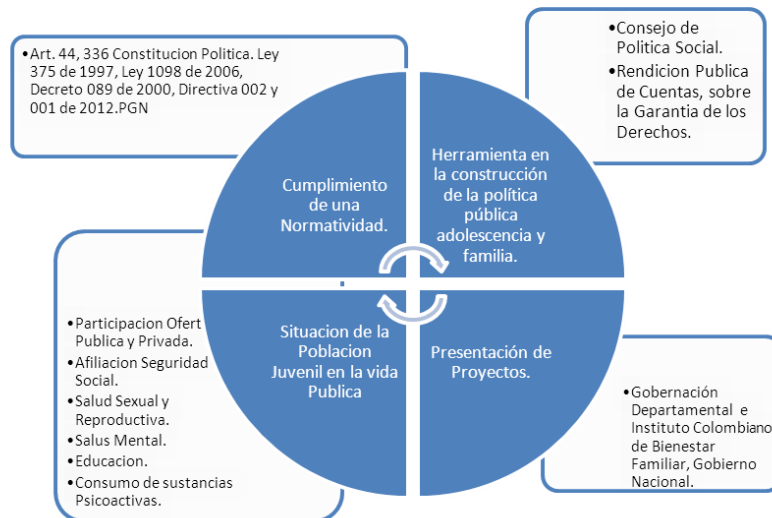 •Art. 44, 336 Constitucion Politica. Ley
375 de 1997, Ley 1098 de 2006,
Decreto 089 de 2000, Directiva 002 y
001 de 2012.PGN
•Consejo de
Politica Social.
•Rendicion Publica
de Cuentas, sobre
la Garantia de los
Derechos.
Cumplimiento
de una
Normatividad.
Herramienta en
la construcción
de la política
pública
adolescencia y
familia.
•Participacion Ofert
Publica y Privada.
•Afiliacion Seguridad
Social.
•Salud Sexual y
Reproductiva.
•Salus Mental.
•Educacion.
•Consumo de sustancias
Psicoactivas.
Situacion de la
Poblacion
Juvenil en la vida
Publica
Presentación de
Proyectos.
•Gobernación
Departamental e
Instituto Colombiano
de Bienestar
Familiar, Gobierno
Nacional.